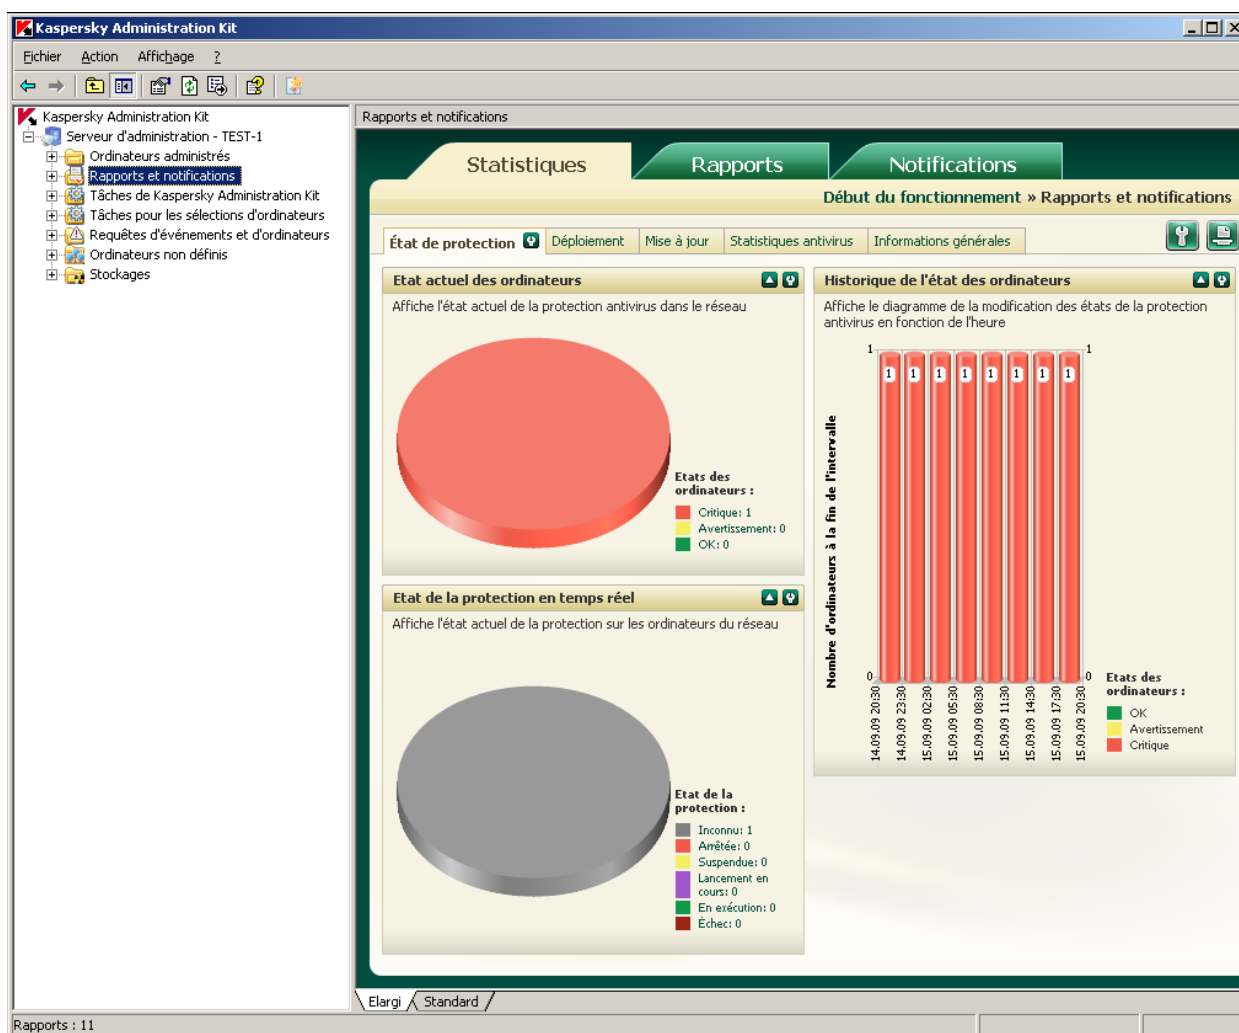 Kaspersky Administration Kit
Fichier Action Affichage ?
Kaspersky Administration Kit
Serveur d'administration - TEST-1
Ordinateurs administrés
Rapports et notifications
Tâches de Kaspersky Administration Kit
Tâches pour les sélections d'ordinateurs
Requêtes d'événements et d'ordinateurs
Ordinateurs non définis
Stockages
Rapports et notifications
Statistiques Rapports Notifications
Début du fonctionnement » Rapports et notifications
État de protection Déploiement Mise à jour Statistiques antivirus Informations générales
Etat actuel des ordinateurs
Affiche l'état actuel de la protection antivirus dans le réseau
Etats des
ordinateurs :
Critique: 1
Avertissement: 0
OK: 0
Etat de la protection en temps réel
Affiche l'état actuel de la protection sur les ordinateurs du réseau
Etat de la
protection :
Inconnu: 1
Arrêtée: 0
Suspendue: 0
Lancement en
cours: 0
En exécution: 0
Échec: 0
Historique de l'état des ordinateurs
Affiche le diagramme de la modification des états de la protection
antivirus en fonction de l'heure
1 1
1 1 1 1 1 1 1 1
Nombre d'ordinateurs à la fin de l'intervalle
0 0
14.09.09 20:30
14.09.09 23:30
15.09.09 02:30
15.09.09 05:30
15.09.09 08:30
15.09.09 11:30
15.09.09 14:30
15.09.09 17:30
15.09.09 20:30
Etats des
ordinateurs :
OK
Avertissement
Critique
Elargi Standard
Rapports : 11